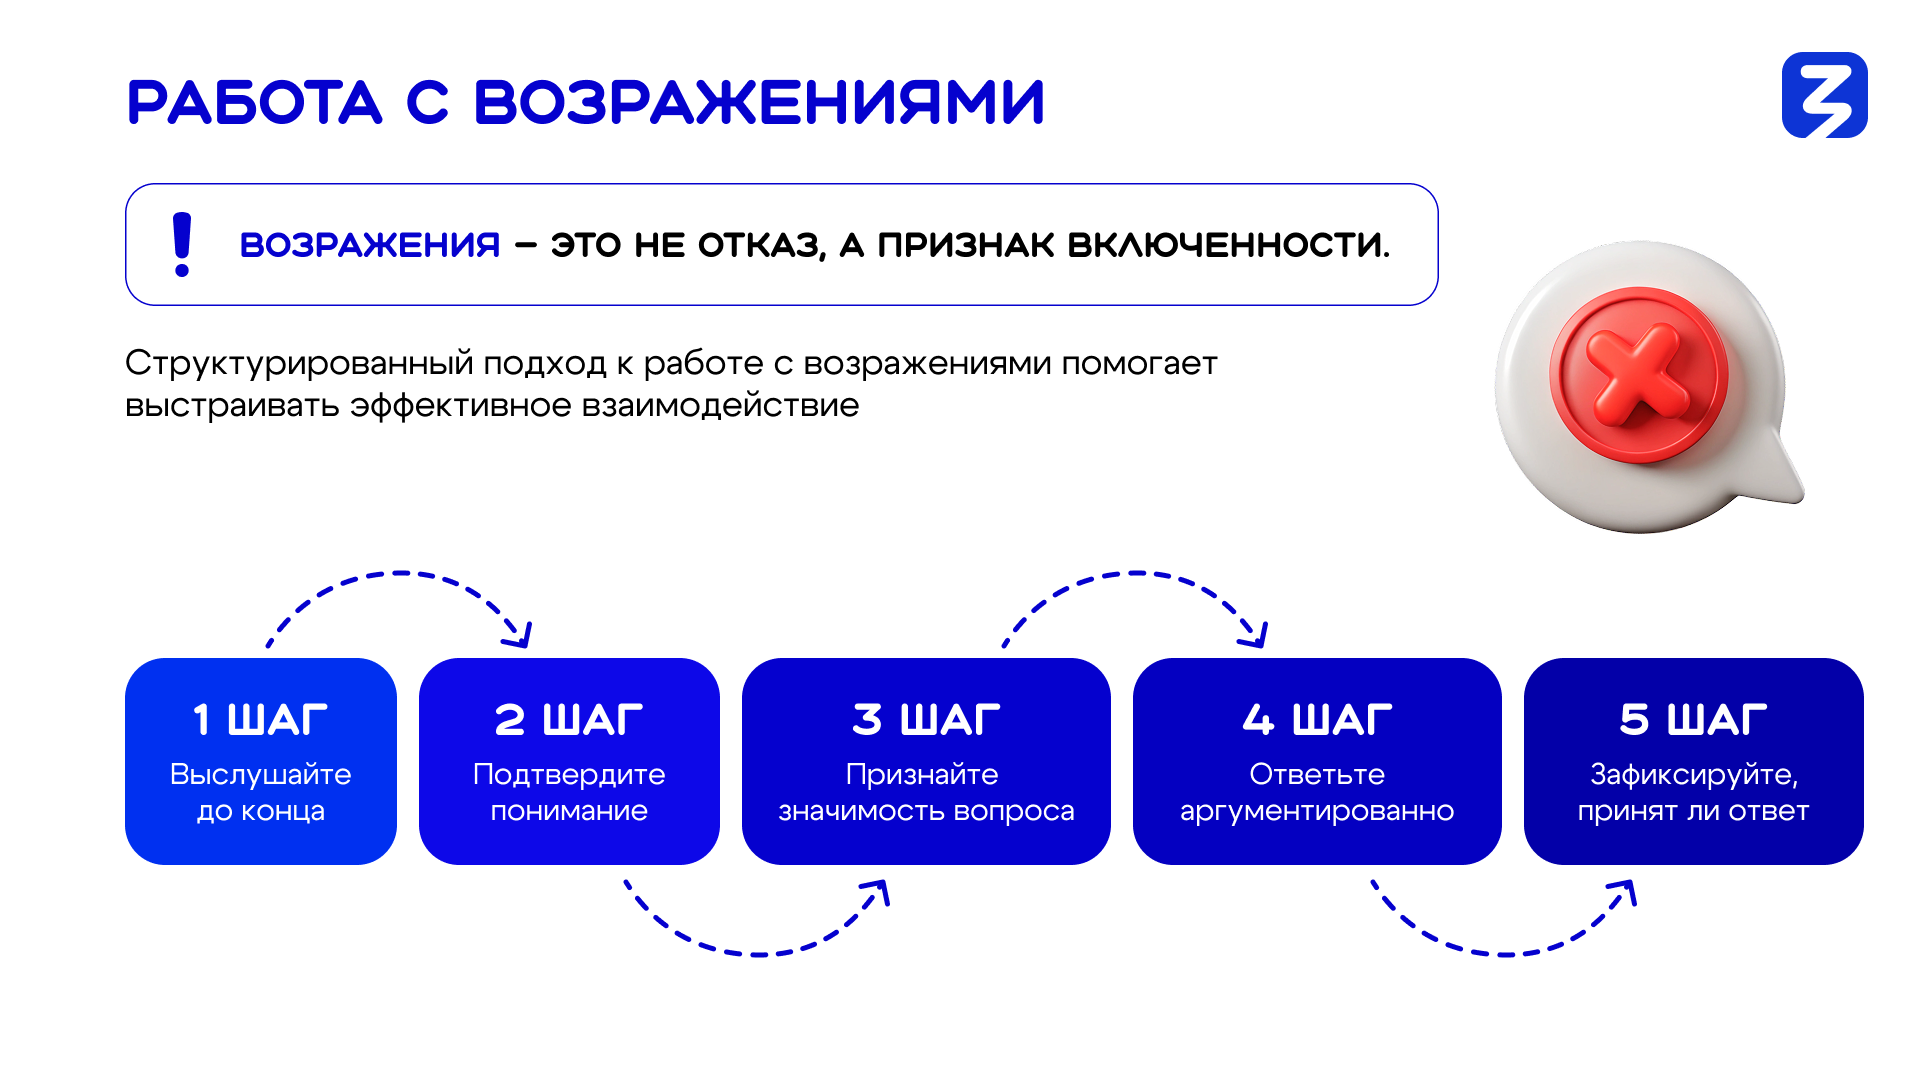 РАБОТА С ВОЗРАЖЕНИЯМИ
! ВОЗРАЖЕНИЯ – ЭТО НЕ ОТКАЗ, А ПРИЗНАК ВКЛЮЧЕННОСТИ.
Структурированный подход к работе с возражениями помогает
выстраивать эффективное взаимодействие
1 ШАГ
Выслушайте
до конца
2 ШАГ
Подтвердите
понимание
3 ШАГ
Признайте
значимость вопроса
4 ШАГ
Ответьте
аргументированно
5 ШАГ
Зафиксируйте,
принят ли ответ